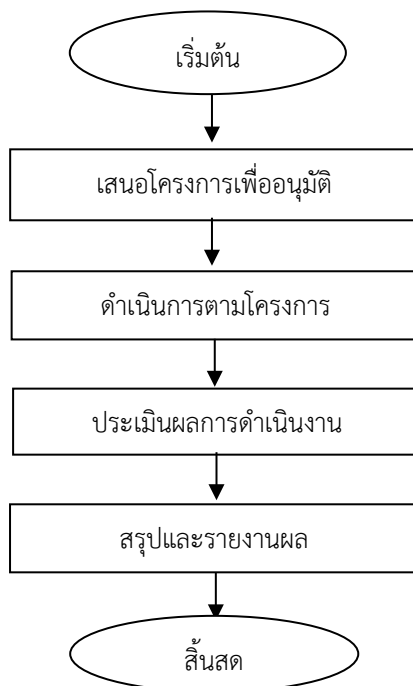 เริ่มต้น
เสนอโครงการเพื่ออนุมัติ
ดำเนินการตามโครงการ
ประเมินผลการดำเนินงาน
สรุปและรายงานผล
สิ้นสด